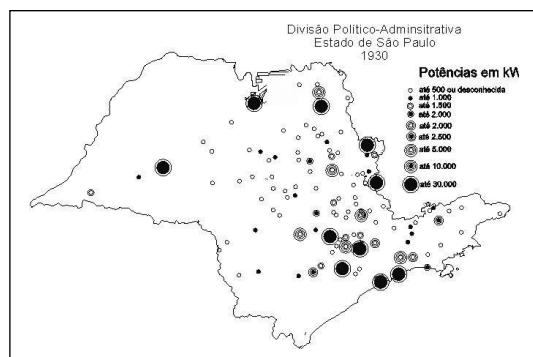 Divisão Político-Adminsitrativa
Estado de São Paulo
1930
Potências em kW
até 500 ou desconhecida
até 1.000
até 1.500
até 2.000
até 2.000
até 2.500
até 5.000
até 10.000
até 30.000